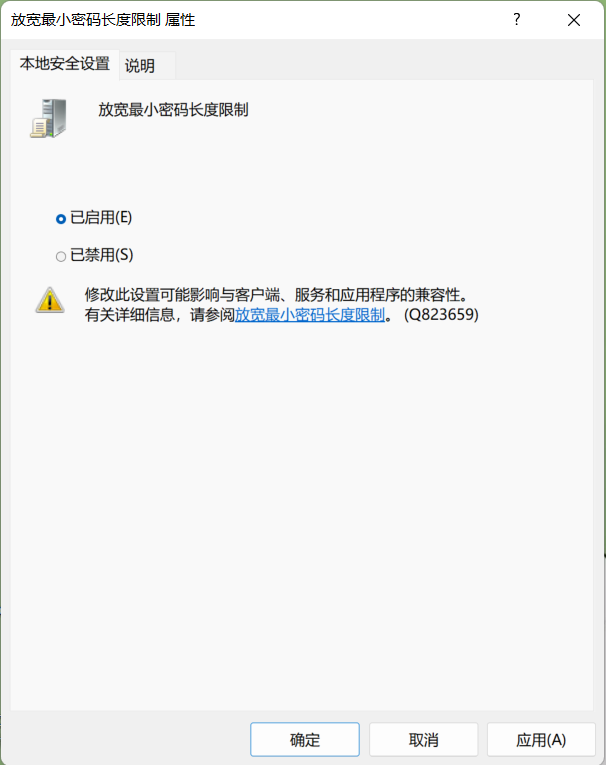 放宽最小密码长度限制 属性
?
本地安全设置
说明
放宽最小密码长度限制
已启用(E)
已禁用(S)
修改此设置可能影响与客户端、服务和应用程序的兼容性。
有关详细信息，请参阅放宽最小密码长度限制。 (Q823659)
确定
取消
应用(A)